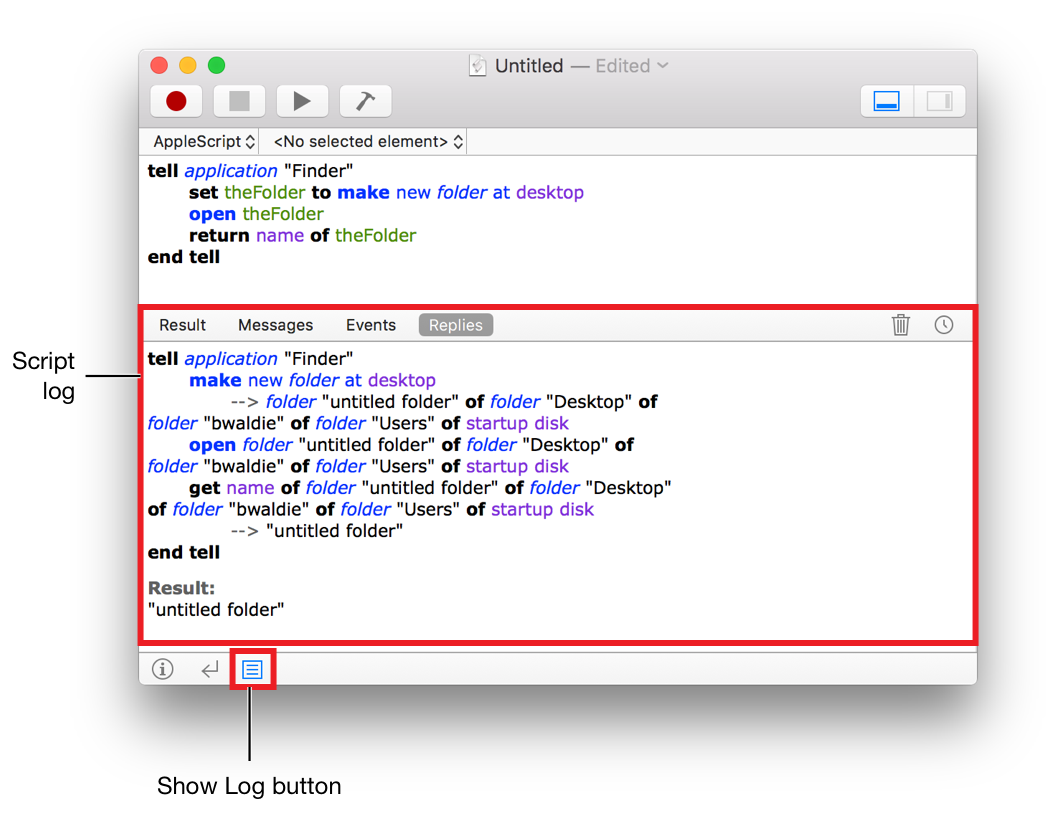 Untitled — Edited
AppleScript <No selected element>
tell application "Finder"
set theFolder to make new folder at desktop
open theFolder
return name of theFolder
end tell
Result Messages Events Replies
Script
log
tell application "Finder"
make new folder at desktop
--> folder "untitled folder" of folder "Desktop" of
folder "bwaldie" of folder "Users" of startup disk
open folder "untitled folder" of folder "Desktop" of
folder "bwaldie" of folder "Users" of startup disk
get name of folder "untitled folder" of folder "Desktop"
of folder "bwaldie" of folder "Users" of startup disk
--> "untitled folder"
end tell
Result:
"untitled folder"
Show Log button